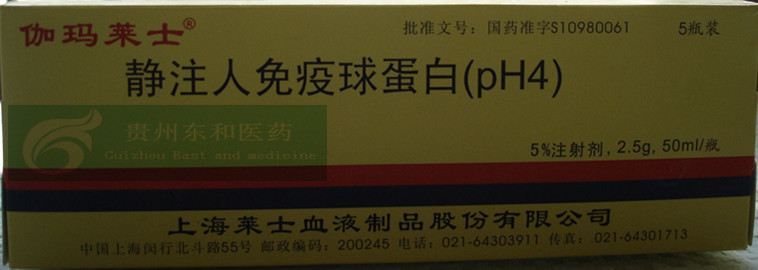 伽玛莱士®
批准文号：国药准字S10980061 5瓶装
静注人免疫球蛋白(pH4)
贵州东和医药
Guizhou East and medicine
5%注射剂, 2.5g, 50ml/瓶
上海莱士血液制品股份有限公司
中国上海闵行北斗路55号 邮政编码：200245 电话：021-64303911 传真：.021-64301713